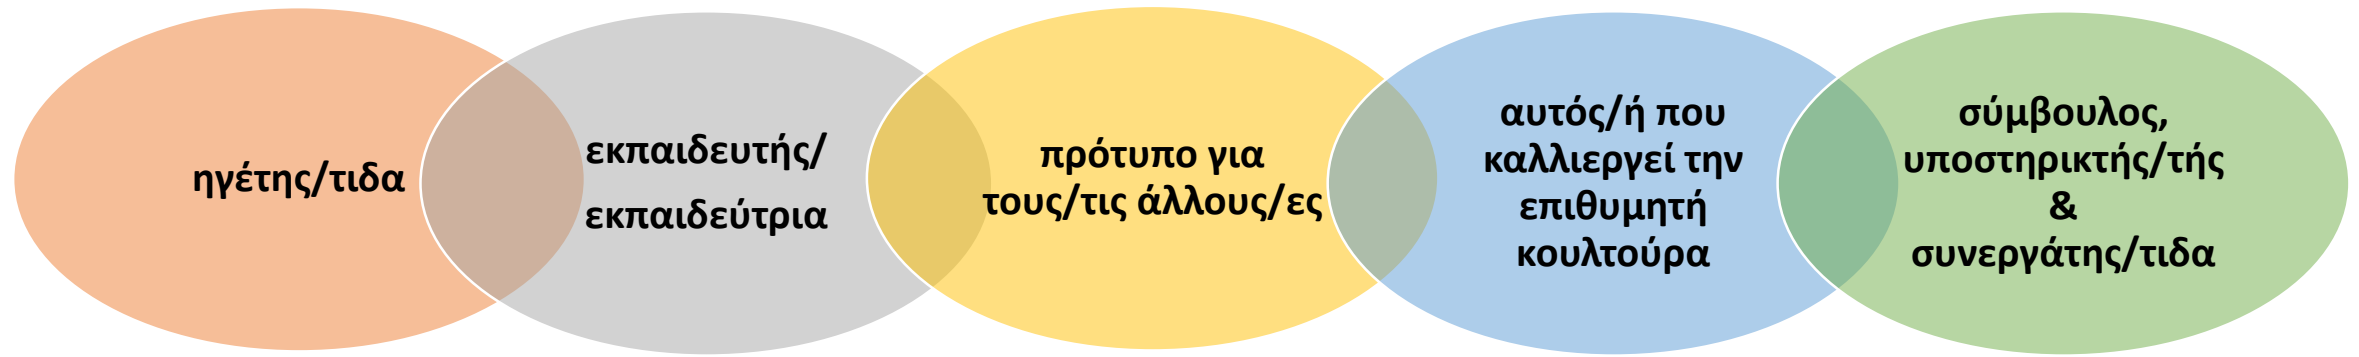 ηγέτης/τιδα
εκπαιδευτής/
εκπαιδεύτρια
πρότυπο για
τους/τις άλλους/ες
αυτός/ή που
καλλιεργεί την
επιθυμητή
κουλτούρα
σύμβουλος,
υποστηρικτής/τής
&
συνεργάτης/τιδα